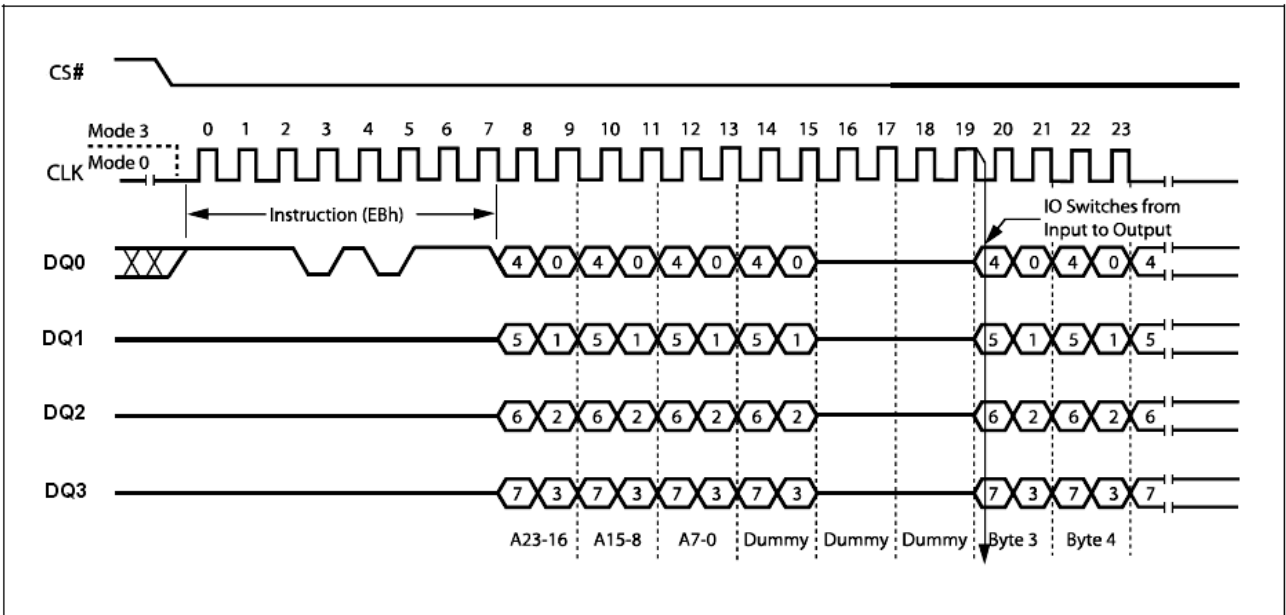 CS#
Mode 3
0 1 2 3 4 5 6 7 8 9 10 11 12 13 14 15 16 17 18 19 20 21 22 23
CLK Mode 0
Instruction (EBh)
IO Switches from
Input to Output
DQ0 4 0 4 0 4 0 4 0 4 0 4 0 4
DQ1 5 1 5 1 5 1 5 1 5 1 5 1 5
DQ2 6 2 6 2 6 2 6 2 6 2 6 2 6
DQ3 7 3 7 3 7 3 7 3 7 3 7 3 7
A23-16 A15-8 A7-0 Dummy Dummy Dummy Byte 3 Byte 4